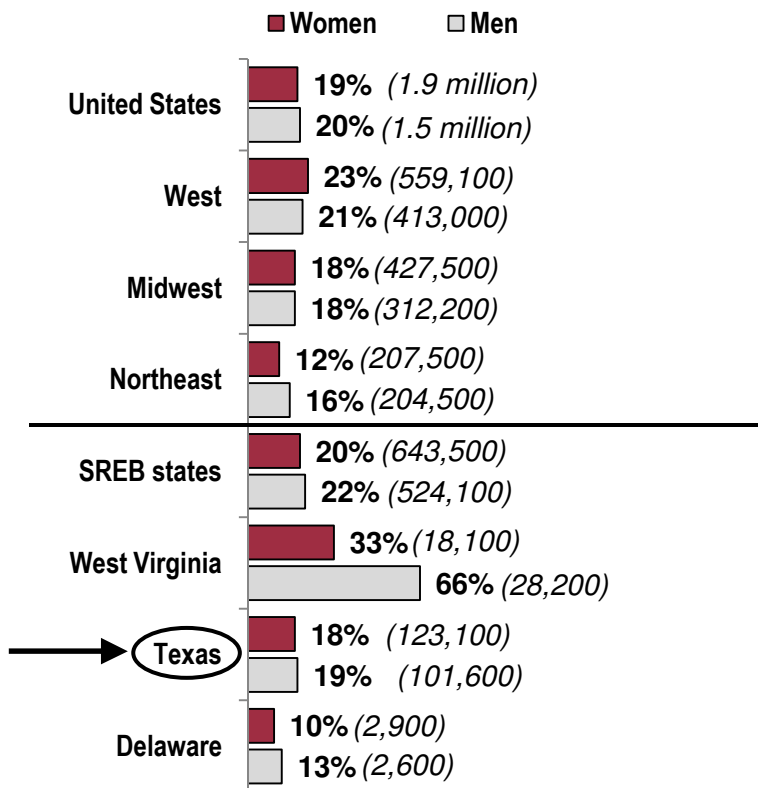 Women Men
United States
19% (1.9 million)
20% (1.5 million)
West
23% (559,100)
21% (413,000)
Midwest
18% (427,500)
18% (312,200)
Northeast
12% (207,500)
16% (204,500)
SREB states
20% (643,500)
22% (524,100)
West Virginia
33% (18,100)
66% (28,200)
Texas
18% (123,100)
19% (101,600)
Delaware
10% (2,900)
13% (2,600)